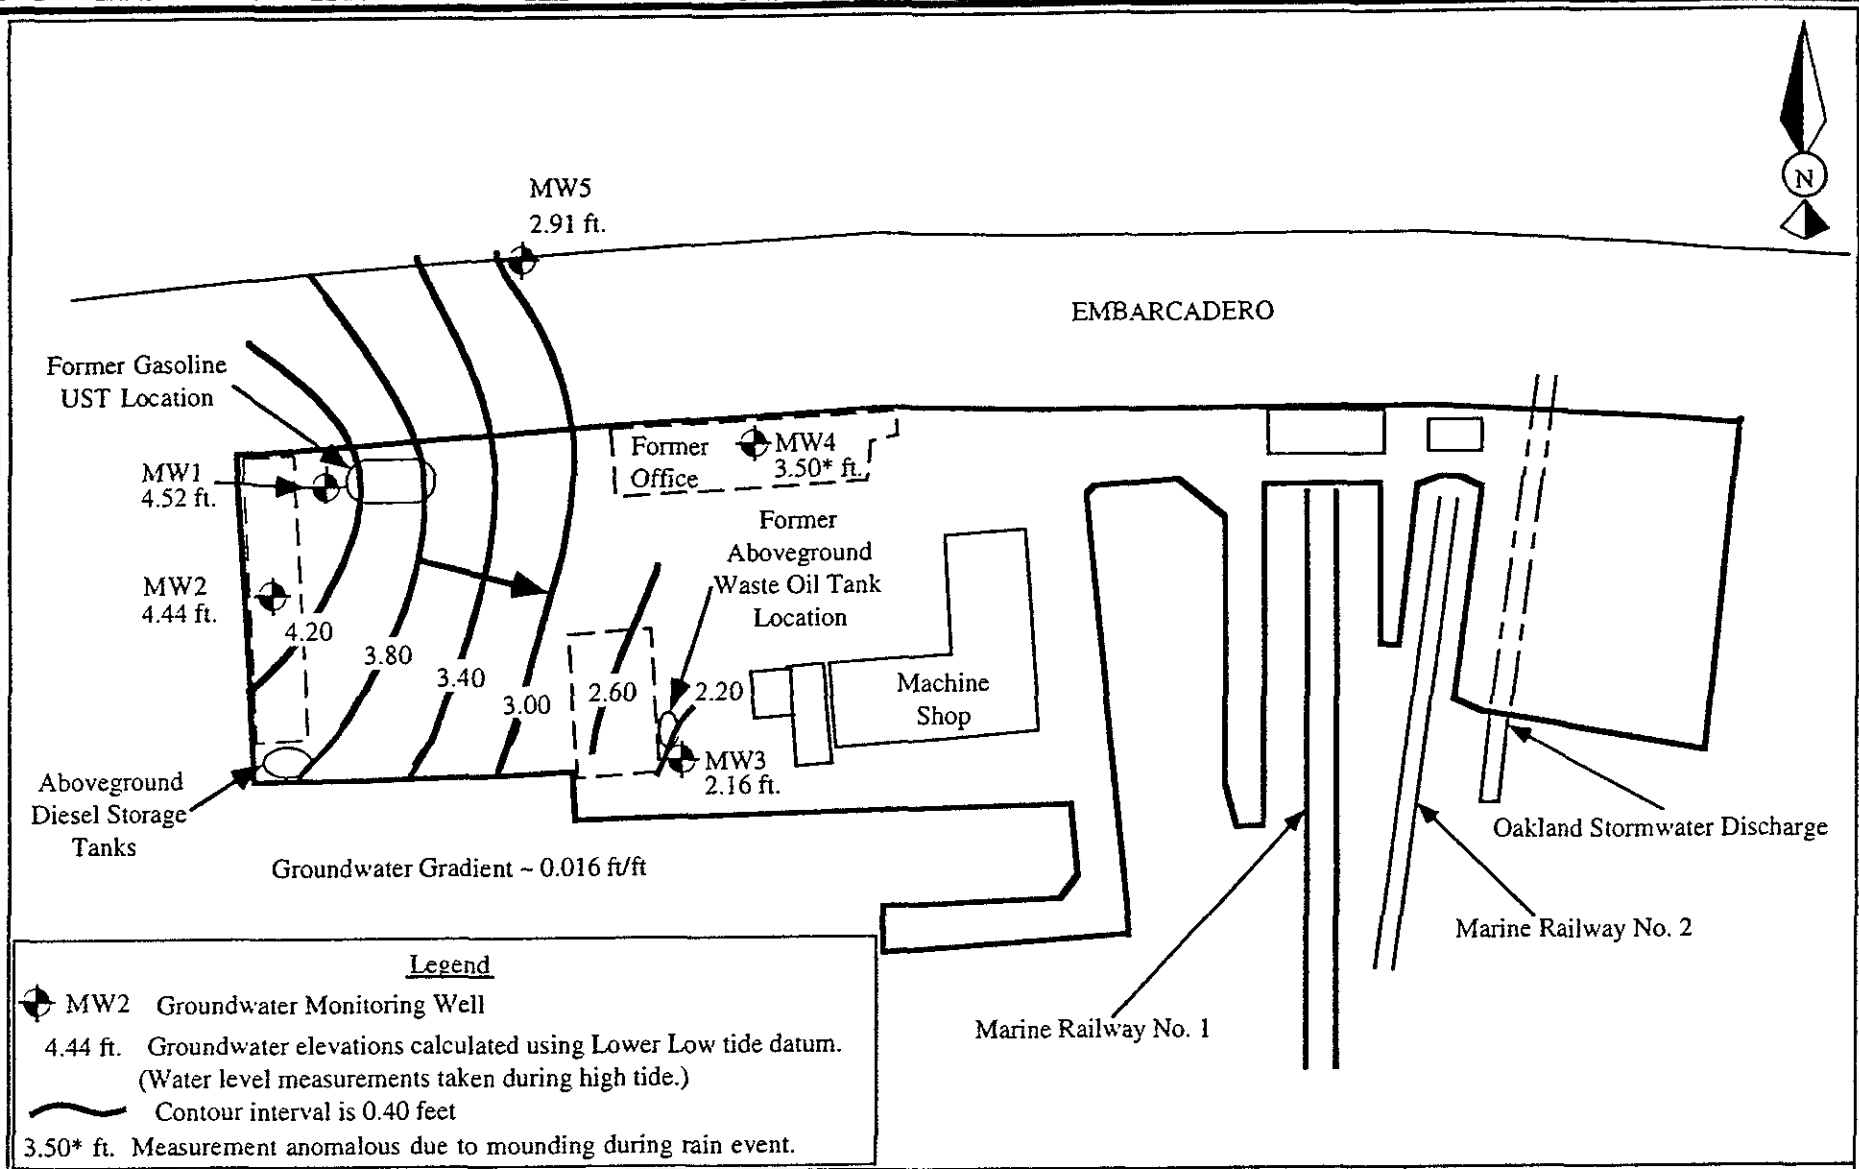 N
MW5
2.91 ft.
EMBARCADERO
Former Gasoline
UST Location
MW1
4.52 ft.
Former
Office
MW4
3.50* ft.
Former
Aboveground
Waste Oil Tank
Location
MW2
4.44 ft.
4.20
3.80
3.40
3.00
2.60
2.20
Machine
Shop
MW3
2.16 ft.
Aboveground
Diesel Storage
Tanks
Oakland Stormwater Discharge
Groundwater Gradient ~ 0.016 ft/ft
Marine Railway No. 2
Marine Railway No. 1
Legend
MW2 Groundwater Monitoring Well
4.44 ft. Groundwater elevations calculated using Lower Low tide datum.
(Water level measurements taken during high tide.)
Contour interval is 0.40 feet
3.50* ft. Measurement anomalous due to mounding during rain event.